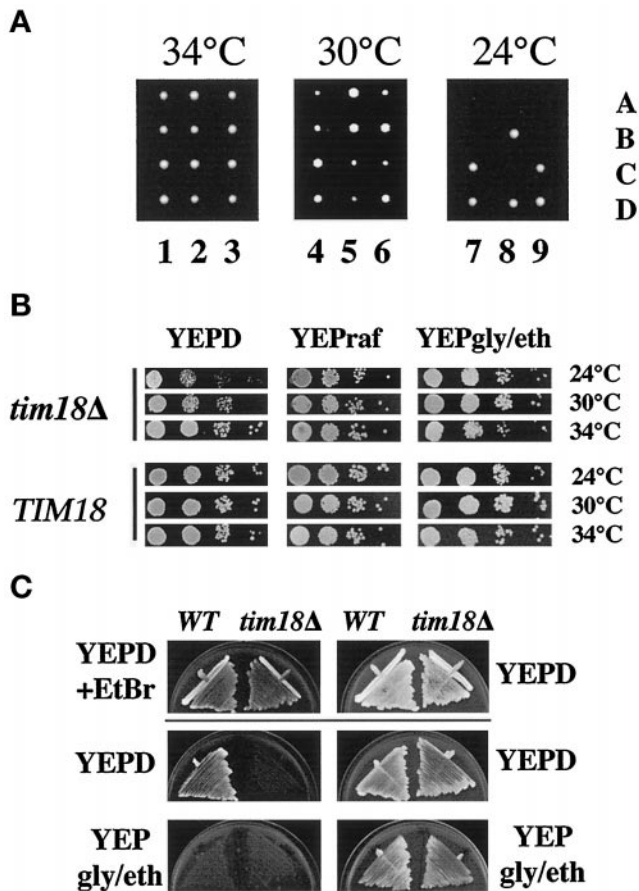 A
34°C 30°C 24°C
A
B
C
D
1 2 3 4 5 6 7 8 9
B
YEPD YEPraf YEPgly/eth
tim18Δ
24°C
30°C
34°C
TIM18
24°C
30°C
34°C
C
WT tim18Δ WT tim18Δ
YEPD
+EtBr
YEPD
YEPD
YEPD
YEP
gly/eth
YEP
gly/eth